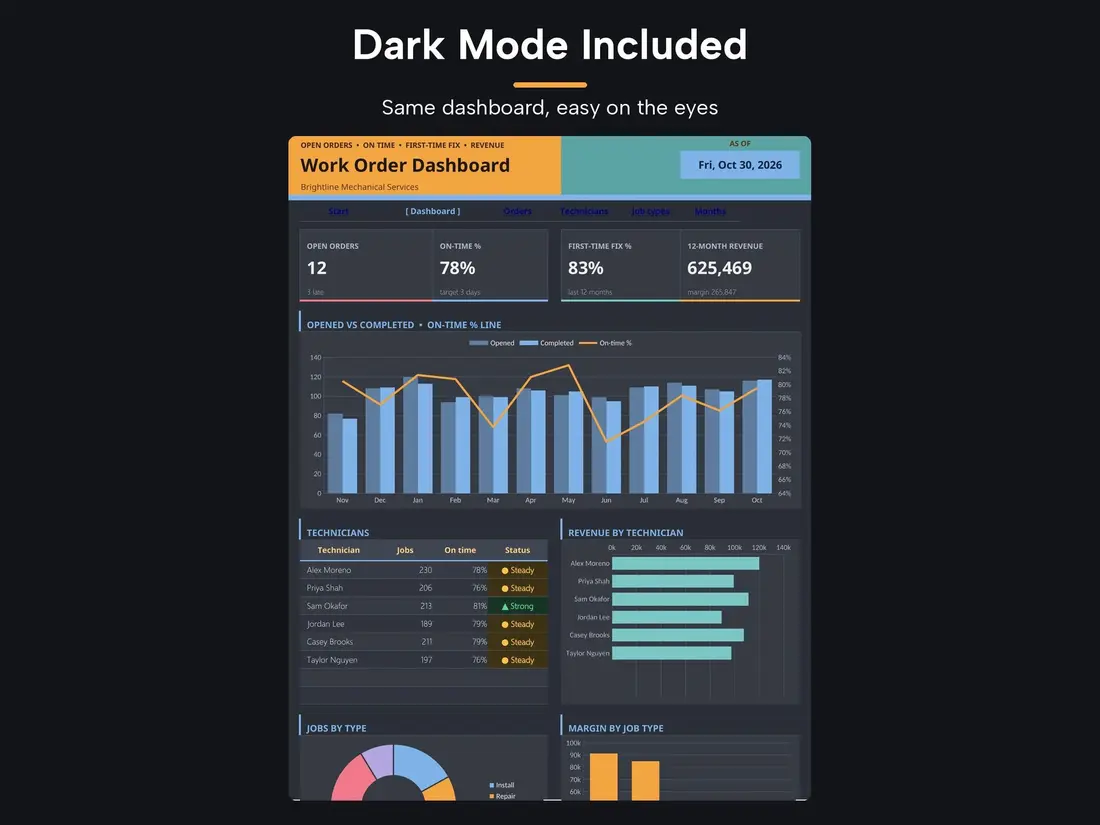 Dark Mode Included
Same dashboard, easy on the eyes
OPEN ORDERS • ON TIME • FIRST-TIME FIX • REVENUE
Work Order Dashboard
Brightline Mechanical Services
AS OF
Fri, Oct 30, 2026
Start [ Dashboard ] Orders Technicians Job types Months
OPEN ORDERS
12
3 late
ON-TIME %
78%
target 3 days
FIRST-TIME FIX %
83%
last 12 months
12-MONTH REVENUE
625,469
margin 265,847
OPENED VS COMPLETED • ON-TIME % LINE
Opened Completed On-time %
140 84%
120 82%
100 80%
80 78%
60 76%
40 74%
20 72%
0 70%
68%
66%
64%
Nov Dec Jan Feb Mar Apr May Jun Jul Aug Sep Oct
TECHNICIANS
Technician Jobs On time Status
Alex Moreno 230 78% Steady
Priya Shah 206 76% Steady
Sam Okafor 213 81% Strong
Jordan Lee 189 79% Steady
Casey Brooks 211 79% Steady
Taylor Nguyen 197 76% Steady
REVENUE BY TECHNICIAN
0k 20k 40k 60k 80k 100k 120k 140k
Alex Moreno
Priya Shah
Sam Okafor
Jordan Lee
Casey Brooks
Taylor Nguyen
JOBS BY TYPE
Install
Repair
MARGIN BY JOB TYPE
100k
90k
80k
70k
60k